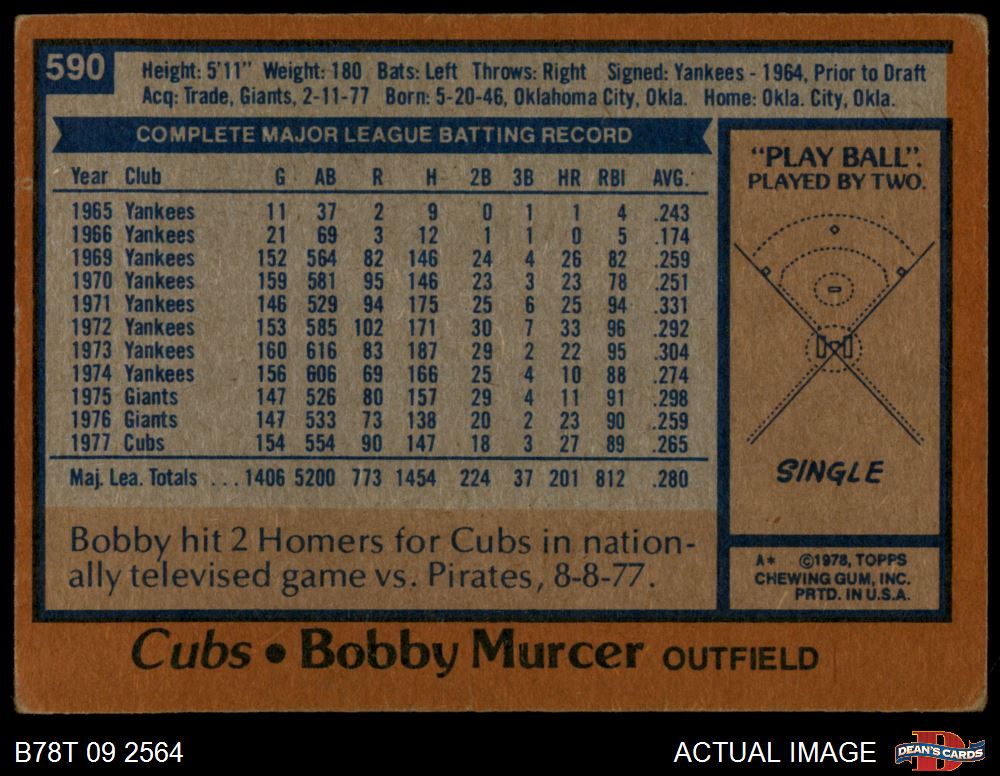 590
Height: 5'11" Weight: 180 Bats: Left Throws: Right Signed: Yankees - 1964, Prior to Draft
Acq: Trade, Giants, 2-11-77 Born: 5-20-46, Oklahoma City, Okla. Home: Okla. City, Okla.
COMPLETE MAJOR LEAGUE BATTING RECORD
Year Club G AB R H 2B 3B HR RBI AVG.
1965 Yankees 11 37 2 9 0 1 1 4 .243
1966 Yankees 21 69 3 12 1 1 0 5 .174
1969 Yankees 152 564 82 146 24 4 26 82 .259
1970 Yankees 159 581 95 146 23 3 23 78 .251
1971 Yankees 146 529 94 175 25 6 25 94 .331
1972 Yankees 153 585 102 171 30 7 33 96 .292
1973 Yankees 160 616 83 187 29 2 22 95 .304
1974 Yankees 156 606 69 166 25 4 10 88 .274
1975 Giants 147 526 80 157 29 4 11 91 .298
1976 Giants 147 533 73 138 20 2 23 90 .259
1977 Cubs 154 554 90 147 18 3 27 89 .265
Maj. Lea. Totals ... 1406 5200 773 1454 224 37 201 812 .280
Bobby hit 2 Homers for Cubs in nation-
ally televised game vs. Pirates, 8-8-77.
"PLAY BALL".
PLAYED BY TWO.
SINGLE
A* ©1978, TOPPS
CHEWING GUM, INC.
PRTD. IN U.S.A.
Cubs • Bobby Murcer OUTFIELD
B78T 09 2564
ACTUAL IMAGE
D
DEAN'S CARDS